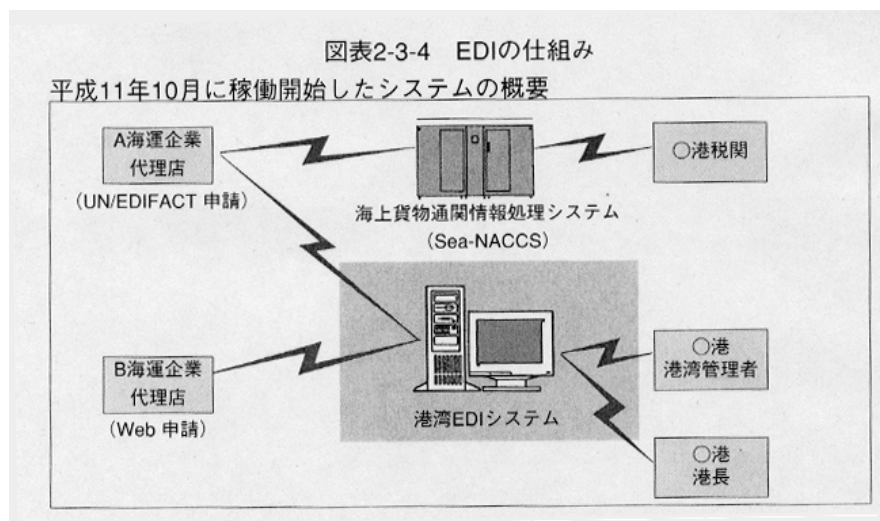 図表2-3-4　EDIの仕組み
平成11年10月に稼働開始したシステムの概要
A海運企業
代理店
(UN/EDIFACT 申請)
海上貨物通関情報処理システム
(Sea-NACCS)
○港税関
B海運企業
代理店
(Web 申請)
港湾EDIシステム
○港
港湾管理者
○港
港長